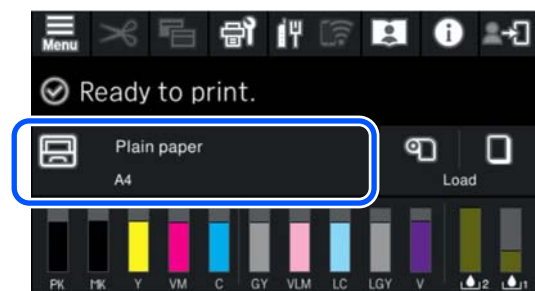 Menu
Ready to print.
Plain paper
A4
Load
PK MK Y VM C GY VLM LC LGY V 2 1